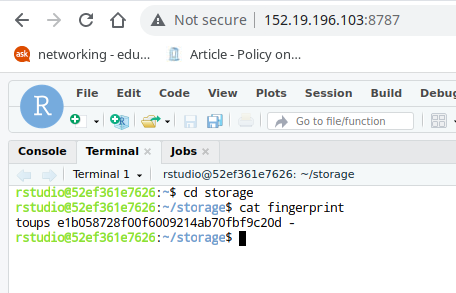 Not secure | 152.19.196.103:8787
ask networking - edu... Article - Policy on...
R File Edit Code View Plots Session Build Debug
Go to file/function
Console Terminal × Jobs ×
Terminal 1 rstudio@52ef361e7626: ~/storage
rstudio@52ef361e7626:~$ cd storage
rstudio@52ef361e7626:~/storage$ cat fingerprint
toups e1b058728f00f6009214ab70fbf9c20d -
rstudio@52ef361e7626:~/storage$